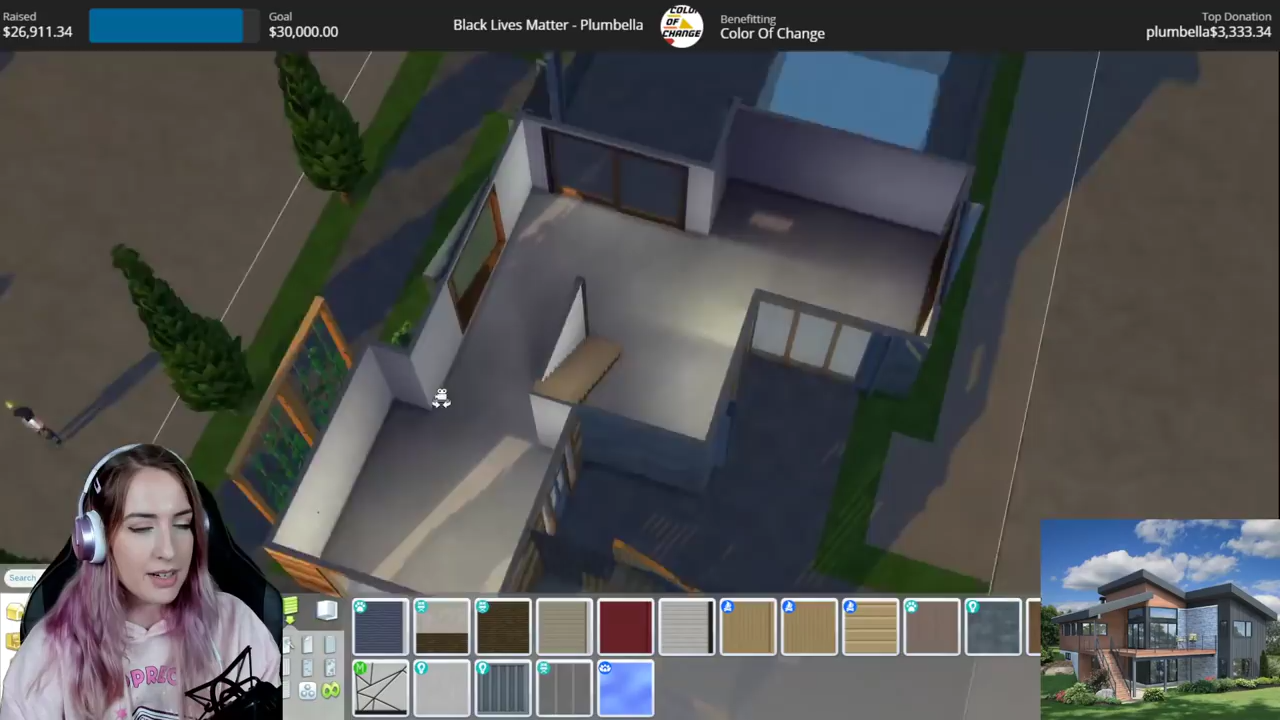 Raised
$26,911.34
Goal
$30,000.00
Black Lives Matter - Plumbella
COLOR
OF
CHANGE
Benefitting
Color Of Change
Top Donation
plumbella$3,333.34
Search